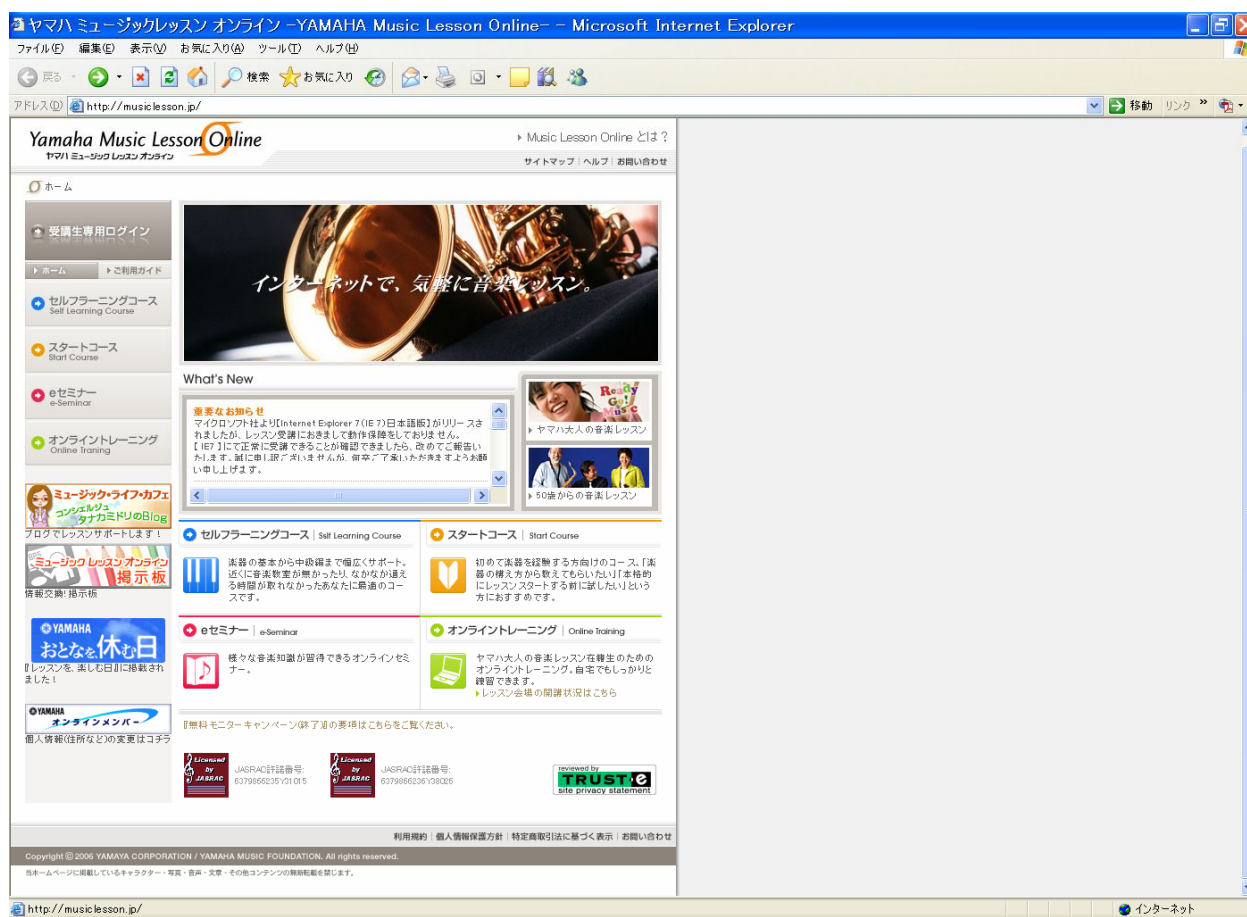 ヤマハ ミュージックレッスン オンライン -YAMAHA Music Lesson Online- - Microsoft Internet Explorer
ファイル(F) 編集(E) 表示(V) お気に入り(A) ツール(T) ヘルプ(H)
戻る 検索 お気に入り
アドレス(D) http://musiclesson.jp/ 移動 リンク »
Yamaha Music Lesson Online
ヤマハ ミュージック レッスン オンライン
Music Lesson Online とは?
サイトマップ | ヘルプ | お問い合わせ
ホーム
受講生専用ログイン
ホーム ご利用ガイド
セルフラーニングコース
Self Learning Course
スタートコース
Start Course
eセミナー
e-Seminar
オンライントレーニング
Online Traning
ミュージック・ライフ・カフェ
コンシェルジュ
タナカミドリのBlog
ブログでレッスンサポートします!
ミュージック レッスン オンライン
掲示板
情報交換!掲示板
YAMAHA
おとなを、休む日
『レッスンを、楽しむ日』に掲載され
ました!
YAMAHA
オンラインメンバー
個人情報(住所など)の変更はコチラ
インターネットで、気軽に音楽レッスン。
What's New
重要なお知らせ
マイクロソフト社より[Internet Explorer 7(IE 7)日本語版]がリリースさ
れましたが、レッスン受講におきまして動作保障をしてお
りません。
[IE7]にて正常に受講できることが確認できましたら、改めてご報告い
たします。誠に申し訳ございませんが、何卒ご了承いただきますようお願
い申し上げます。
Ready Go! Music
ヤマハ大人の音楽レッスン
50歳からの音楽レッスン
セルフラーニングコース | Self Learning Course
楽器の基本から中級編まで幅広くサポート。
近くに音楽教室が無かったり、なかなか通え
る時間が取れなかったあなたに最適のコー
スです。
スタートコース | Start Course
初めて楽器を経験する方向けのコース。「楽
器の構え方から教えてもらいたい」「本格的
にレッスンスタートする前に試したい」という
方におすすめです。
eセミナー | e-Seminar
様々な音楽知識が習得できるオンラインセミ
ナー。
オンライントレーニング | Online Training
ヤマハ大人の音楽レッスン在籍生のための
オンライントレーニング。自宅でもしっかりと
練習できます。
レッスン会場の開講状況はこちら
『無料モニターキャンペーン(終了)』の要項はこちらをご覧ください。
Licensed by JASRAC
JASRAC許諾番号:
6379866235Y31015
Licensed by JASRAC
JASRAC許諾番号:
6379866236Y38026
reviewed by
TRUSTe
site privacy statement
利用規約 | 個人情報保護方針 | 特定商取引法に基づく表示 | お問い合わせ
Copyright © 2006 YAMAYA CORPORATION / YAMAHA MUSIC FOUNDATION. All rights reserved.
当ホームページに掲載しているキャラクター・写真・音声・文章・その他コンテンツの無断転載を禁じます。
http://musiclesson.jp/ インターネット